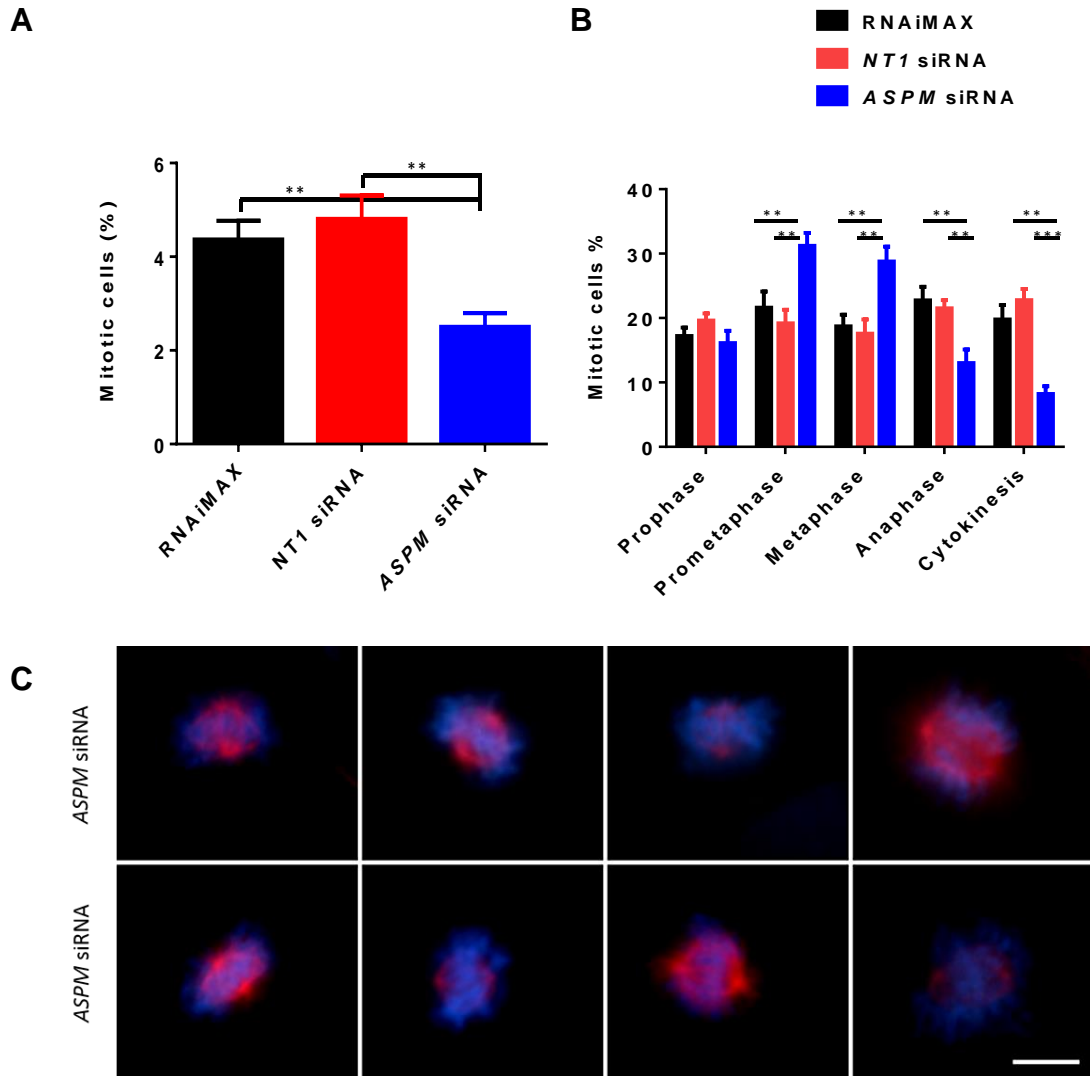 A
B
RNAiMAX
NT1 siRNA
ASPM siRNA
Mitotic cells (%)
6
4
2
0
**
**
RNAiMAX
NT1 siRNA
ASPM siRNA
Mitotic cells %
40
30
20
10
0
** ** ** **
** ** ** ***
Prophase
Prometaphase
Metaphase
Anaphase
Cytokinesis
C
ASPM siRNA
ASPM siRNA